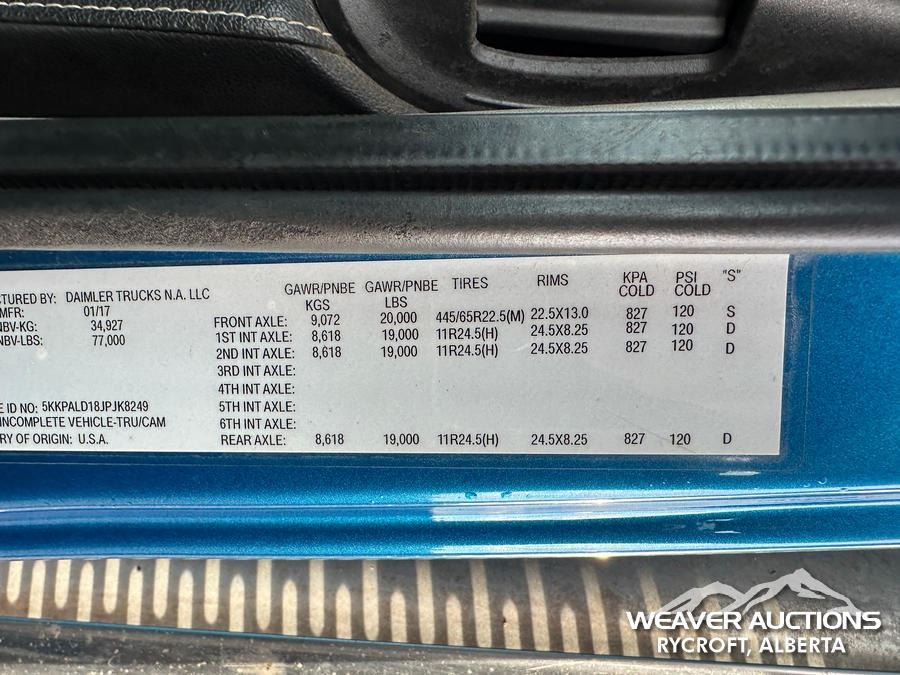 GAWR/PNBE GAWR/PNBE TIRES RIMS KPA PSI "S"
KGS LBS COLD COLD
CTURED BY: DAIMLER TRUCKS N.A. LLC
MFR: 01/17
NBV-KG: 34,927
NBV-LBS: 77,000
FRONT AXLE: 9,072 20,000 445/65R22.5(M) 22.5X13.0 827 120 S
1ST INT AXLE: 8,618 19,000 11R24.5(H) 24.5X8.25 827 120 D
2ND INT AXLE: 8,618 19,000 11R24.5(H) 24.5X8.25 827 120 D
3RD INT AXLE:
4TH INT AXLE:
5TH INT AXLE:
6TH INT AXLE:
REAR AXLE: 8,618 19,000 11R24.5(H) 24.5X8.25 827 120 D
E ID NO: 5KKPALD18JPJK8249
INCOMPLETE VEHICLE-TRU/CAM
RY OF ORIGIN: U.S.A.
WEAVER AUCTIONS
RYCROFT, ALBERTA